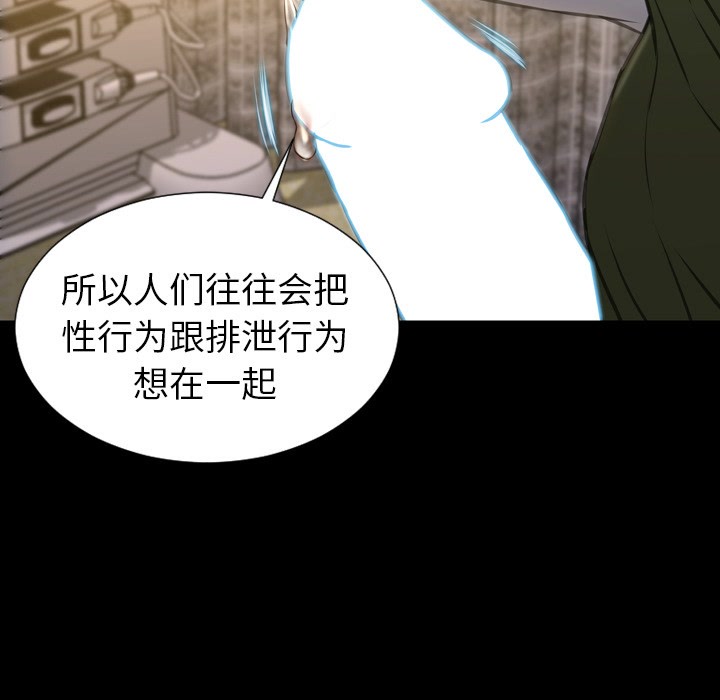 所以人们往往会把
性行为跟排泄行为
想在一起